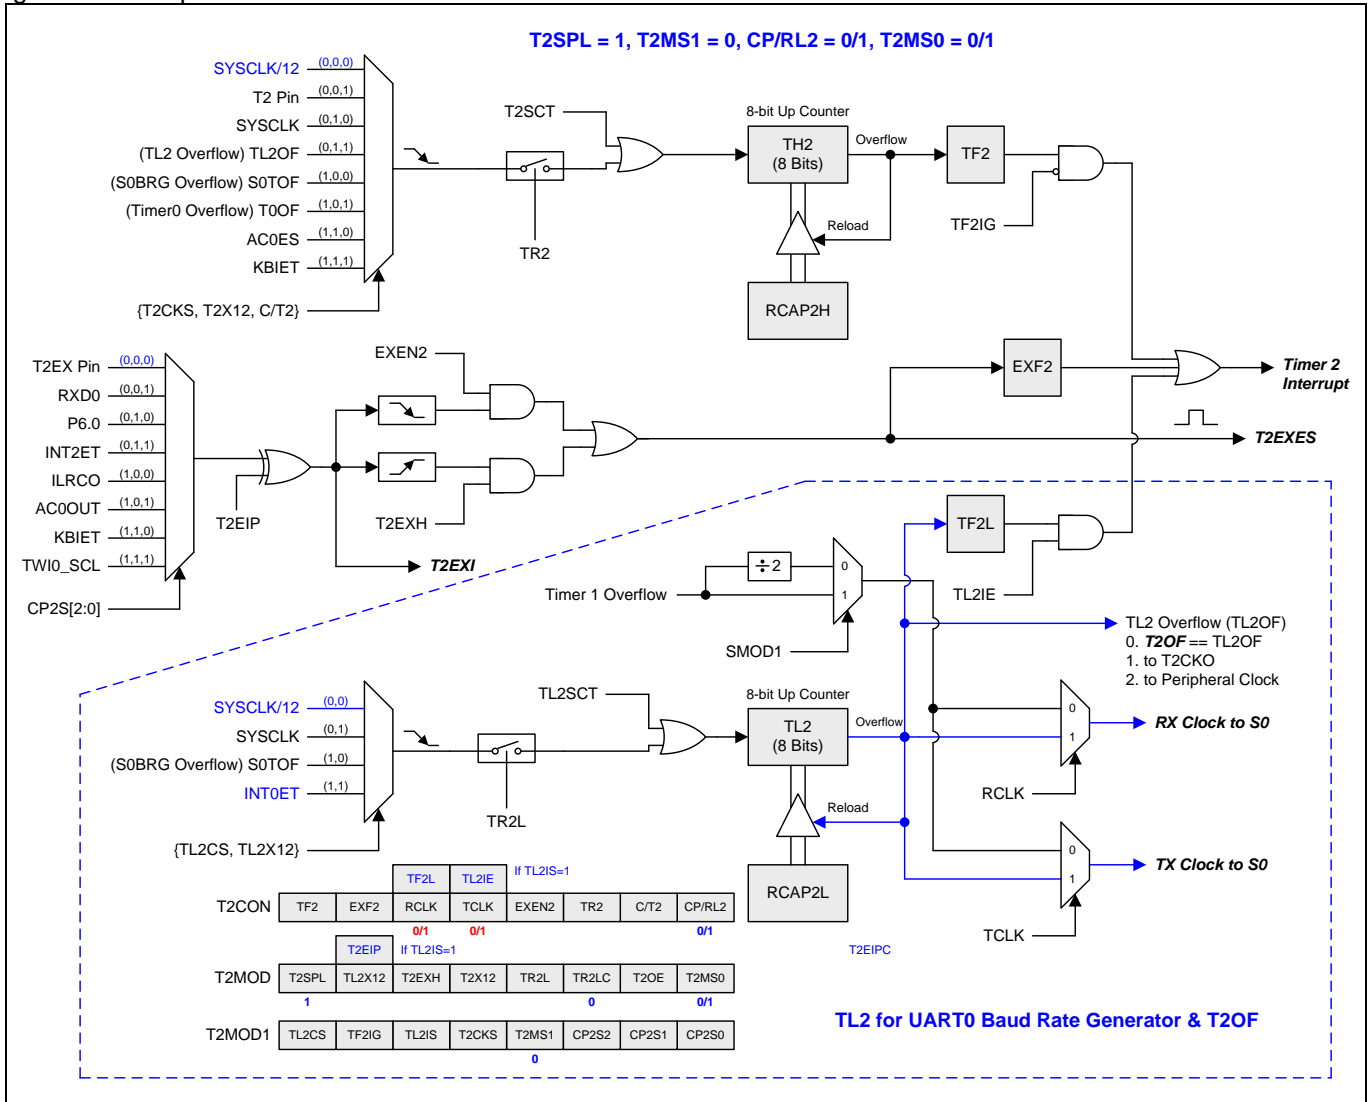 T2SPL = 1, T2MS1 = 0, CP/RL2 = 0/1, T2MS0 = 0/1
SYSCLK/12 (0,0,0)
T2 Pin (0,0,1)
SYSCLK (0,1,0)
(TL2 Overflow) TL2OF (0,1,1)
(S0BRG Overflow) S0TOF (1,0,0)
(Timer0 Overflow) T0OF (1,0,1)
AC0ES (1,1,0)
KBIET (1,1,1)
{T2CKS, T2X12, C/T2}
TR2
T2SCT
8-bit Up Counter
TH2
(8 Bits)
Overflow
Reload
RCAP2H
TF2
TF2IG
T2EX Pin (0,0,0)
RXD0 (0,0,1)
P6.0 (0,1,0)
INT2ET (0,1,1)
ILRCO (1,0,0)
AC0OUT (1,0,1)
KBIET (1,1,0)
TWI0_SCL (1,1,1)
CP2S[2:0]
T2EIP
EXEN2
T2EXH
T2EXI
EXF2
Timer 2
Interrupt
T2EXES
TF2L
TL2IE
÷2
0
1
Timer 1 Overflow
SMOD1
TL2 Overflow (TL2OF)
0. T2OF == TL2OF
1. to T2CKO
2. to Peripheral Clock
SYSCLK/12 (0,0)
SYSCLK (0,1)
(S0BRG Overflow) S0TOF (1,0)
INT0ET (1,1)
{TL2CS, TL2X12}
TR2L
TL2SCT
8-bit Up Counter
TL2
(8 Bits)
Overflow
Reload
RCAP2L
0
1
RX Clock to S0
RCLK
0
1
TX Clock to S0
TCLK
TF2L TL2IE If TL2IS=1
T2CON TF2 EXF2 RCLK TCLK EXEN2 TR2 C/T2 CP/RL2
0/1 0/1 0/1
T2EIP If TL2IS=1
T2EIPC
T2MOD T2SPL TL2X12 T2EXH T2X12 TR2L TR2LC T2OE T2MS0
1 0 0/1
T2MOD1 TL2CS TF2IG TL2IS T2CKS T2MS1 CP2S2 CP2S1 CP2S0
0
TL2 for UART0 Baud Rate Generator & T2OF